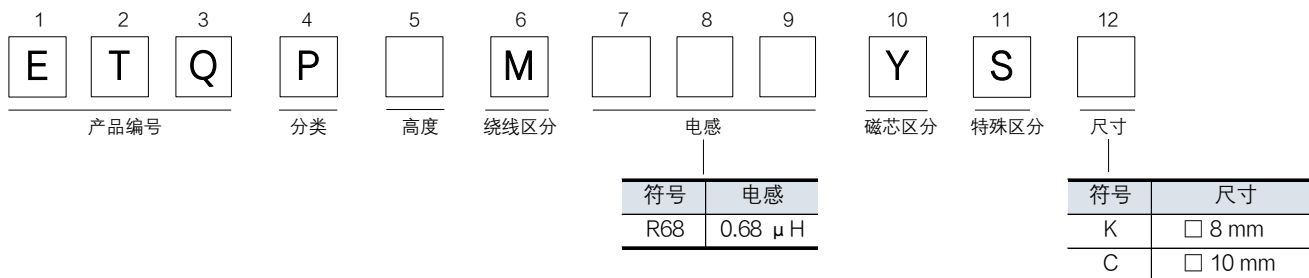 1 2 3 4 5 6 7 8 9 10 11 12
E T Q P M Y S
产品编号 分类 高度 绕线区分 电感 磁芯区分 特殊区分 尺寸
符号 电感
R68 0.68 μH
符号 尺寸
K □ 8 mm
C □ 10 mm